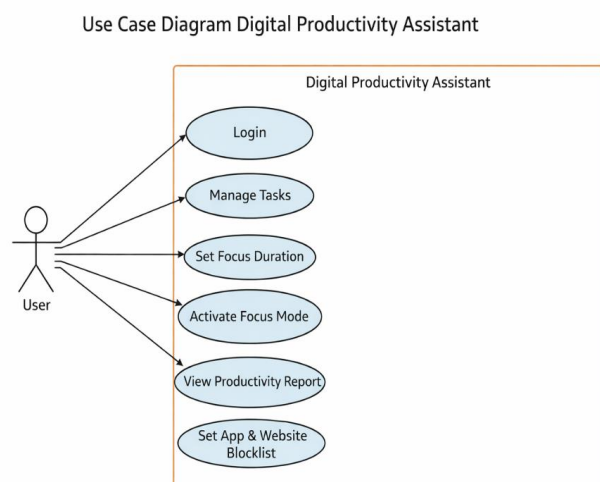 Use Case Diagram Digital Productivity Assistant
Digital Productivity Assistant
Login
Manage Tasks
Set Focus Duration
Activate Focus Mode
User
View Productivity Report
Set App & Website
Blocklist